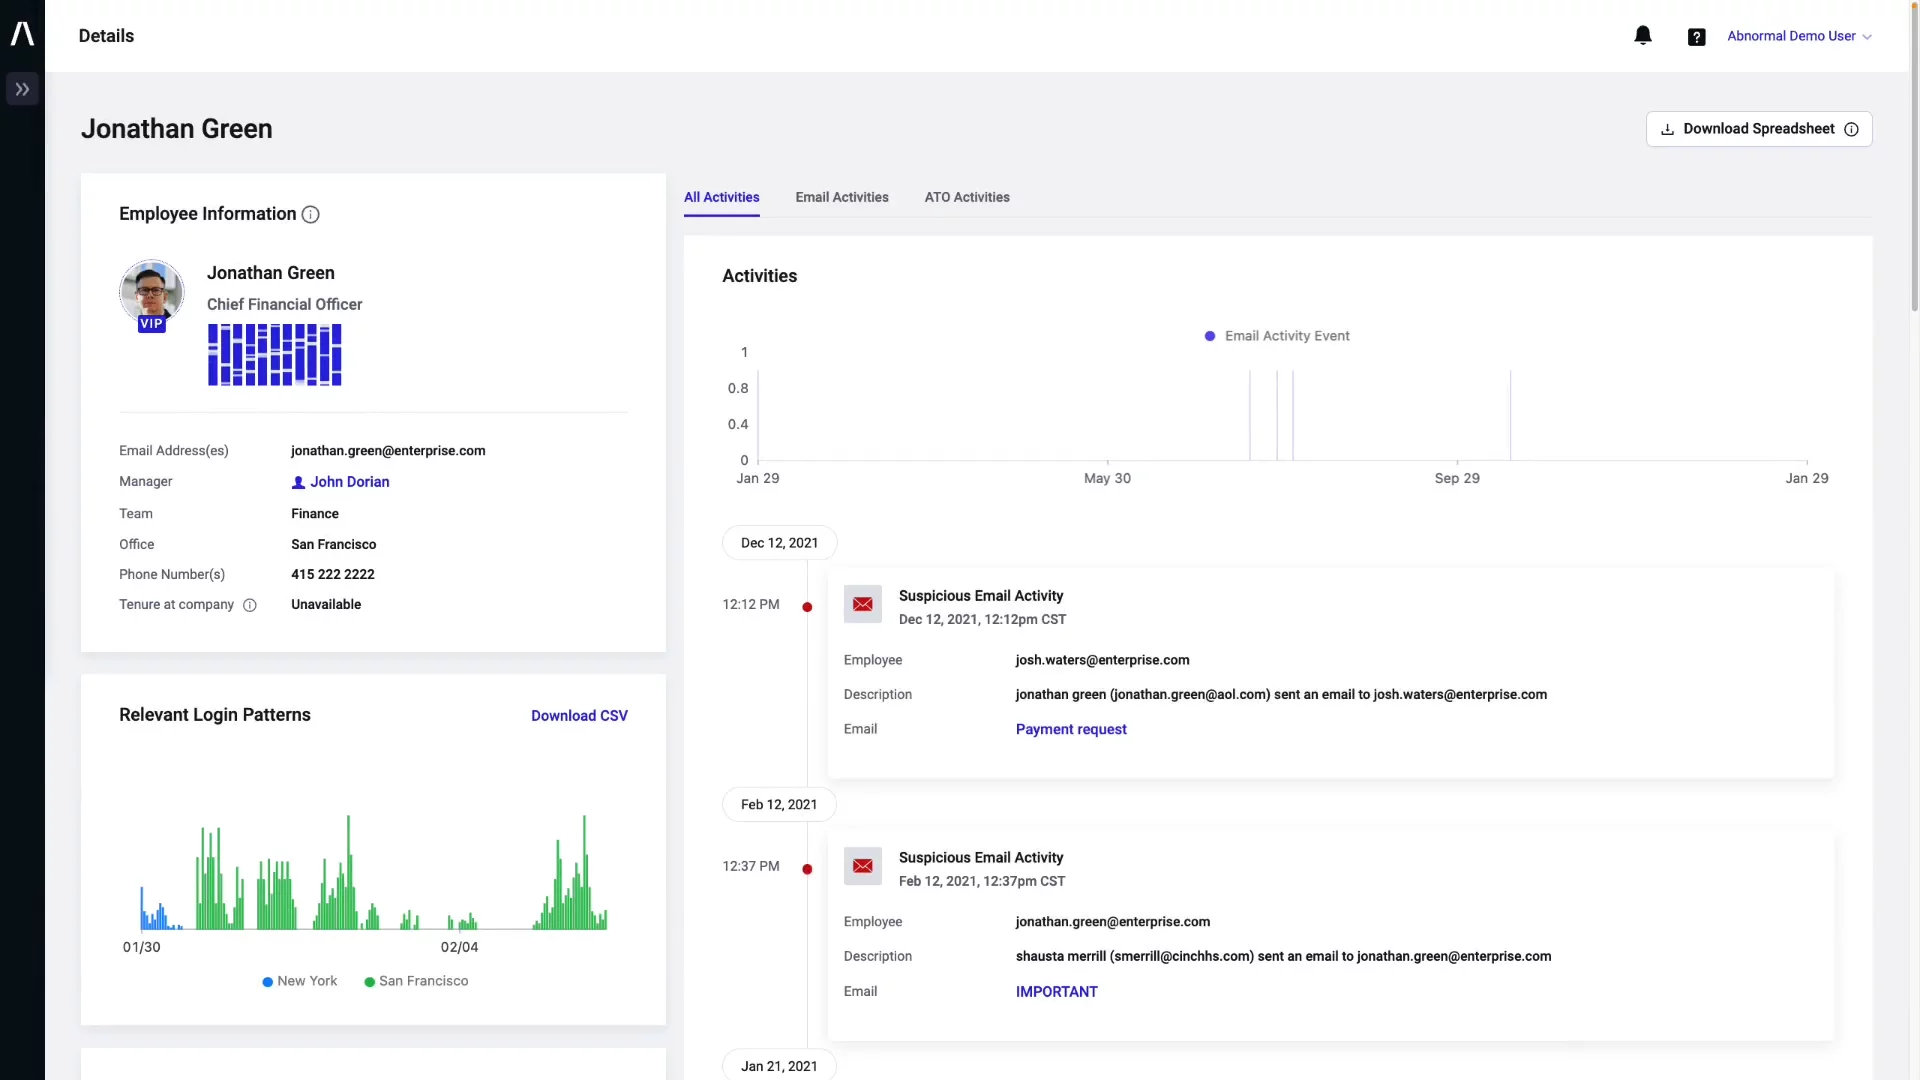 Details
Abnormal Demo User
Jonathan Green
Download Spreadsheet
Employee Information
Jonathan Green
Chief Financial Officer
VIP
Email Address(es) jonathan.green@enterprise.com
Manager John Dorian
Team Finance
Office San Francisco
Phone Number(s) 415 222 2222
Tenure at company Unavailable
Relevant Login Patterns Download CSV
01/30 02/04
New York San Francisco
All Activities Email Activities ATO Activities
Activities
Email Activity Event
1
0.8
0.4
0
Jan 29 May 30 Sep 29 Jan 29
Dec 12, 2021
12:12 PM
Suspicious Email Activity
Dec 12, 2021, 12:12pm CST
Employee josh.waters@enterprise.com
Description jonathan green (jonathan.green@aol.com) sent an email to josh.waters@enterprise.com
Email Payment request
Feb 12, 2021
12:37 PM
Suspicious Email Activity
Feb 12, 2021, 12:37pm CST
Employee jonathan.green@enterprise.com
Description shausta merrill (smerrill@cinchhs.com) sent an email to jonathan.green@enterprise.com
Email IMPORTANT
Jan 21, 2021